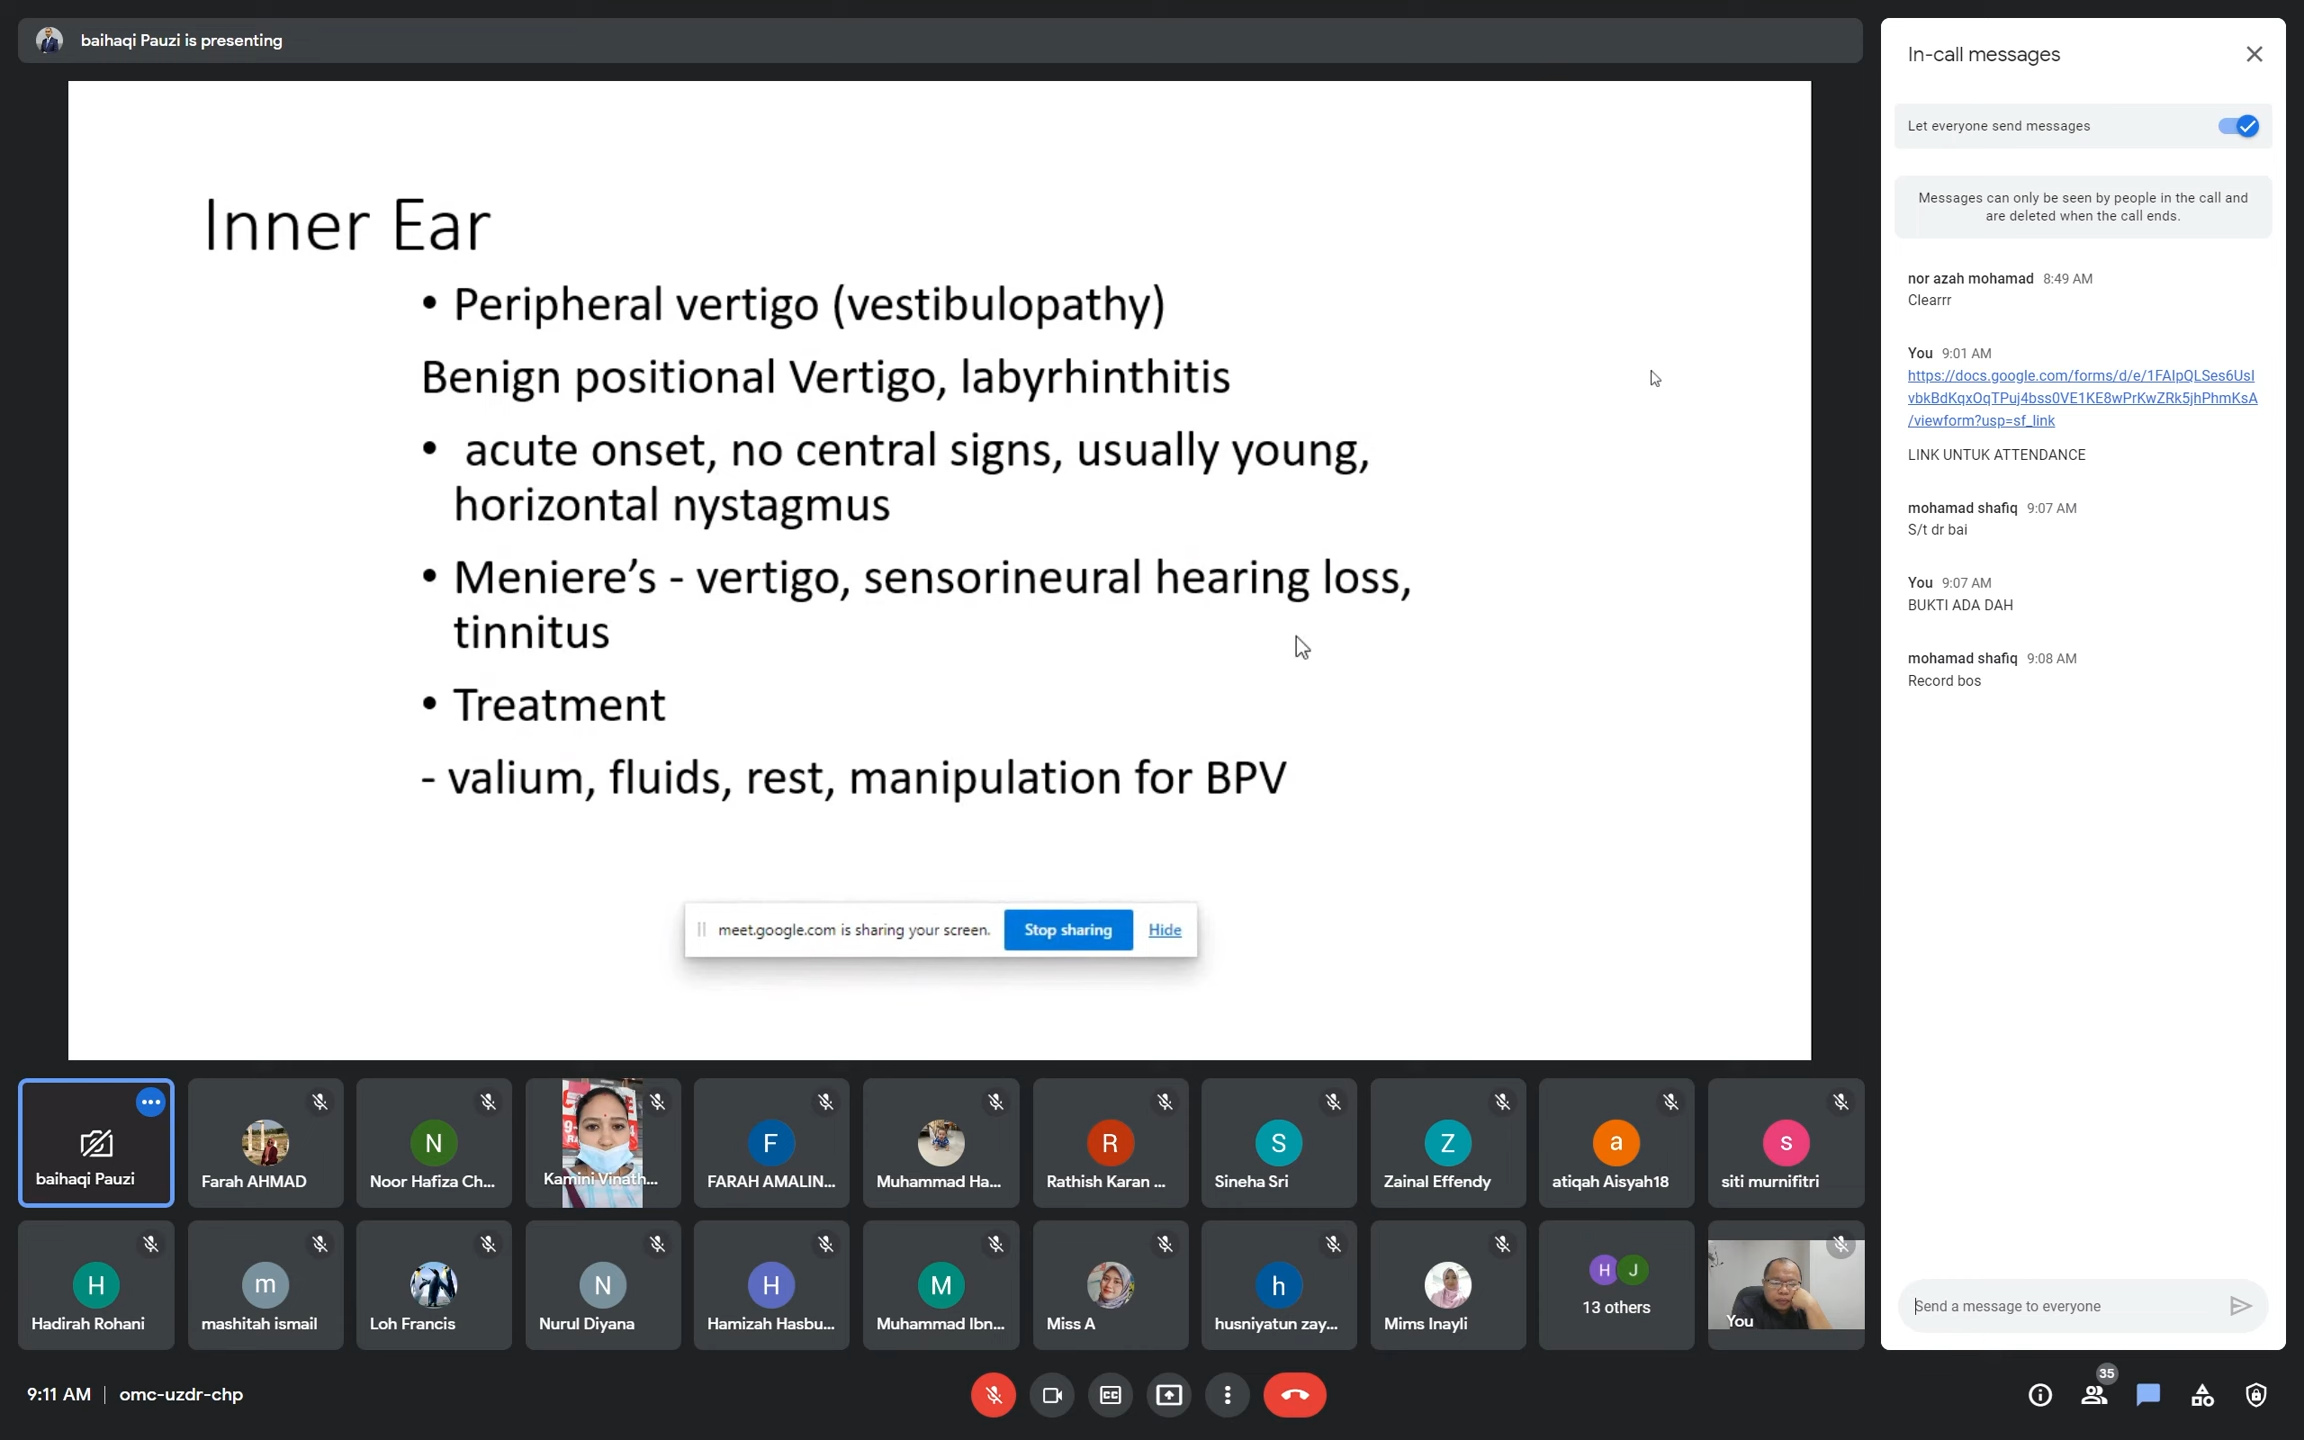 baihaqi Pauzi is presenting
Inner Ear
• Peripheral vertigo (vestibulopathy)
Benign positional Vertigo, labyrhinthitis
• acute onset, no central signs, usually young,
horizontal nystagmus
• Meniere’s - vertigo, sensorineural hearing loss,
tinnitus
• Treatment
- valium, fluids, rest, manipulation for BPV
meet.google.com is sharing your screen. Stop sharing Hide
baihaqi Pauzi
Farah AHMAD
N
Noor Hafiza Ch...
Kamini Vinath...
F
FARAH AMALIN...
Muhammad Ha...
R
Rathish Karan ...
S
Sineha Sri
Z
Zainal Effendy
a
atiqah Aisyah18
s
siti murnifitri
H
Hadirah Rohani
m
mashitah ismail
Loh Francis
N
Nurul Diyana
H
Hamizah Hasbu...
M
Muhammad Ibn...
Miss A
h
husniyatun zay...
Mims Inayli
H J
13 others
You
9:11 AM | omc-uzdr-chp
CC
35
In-call messages
Let everyone send messages
Messages can only be seen by people in the call and
are deleted when the call ends.
nor azah mohamad 8:49 AM
Clearrr
You 9:01 AM
https://docs.google.com/forms/d/e/1FAIpQLSes6UsI
vbkBdKqxOqTPuj4bss0VE1KE8wPrKwZRk5jhPhmKsA
/viewform?usp=sf_link
LINK UNTUK ATTENDANCE
mohamad shafiq 9:07 AM
S/t dr bai
You 9:07 AM
BUKTI ADA DAH
mohamad shafiq 9:08 AM
Record bos
Send a message to everyone